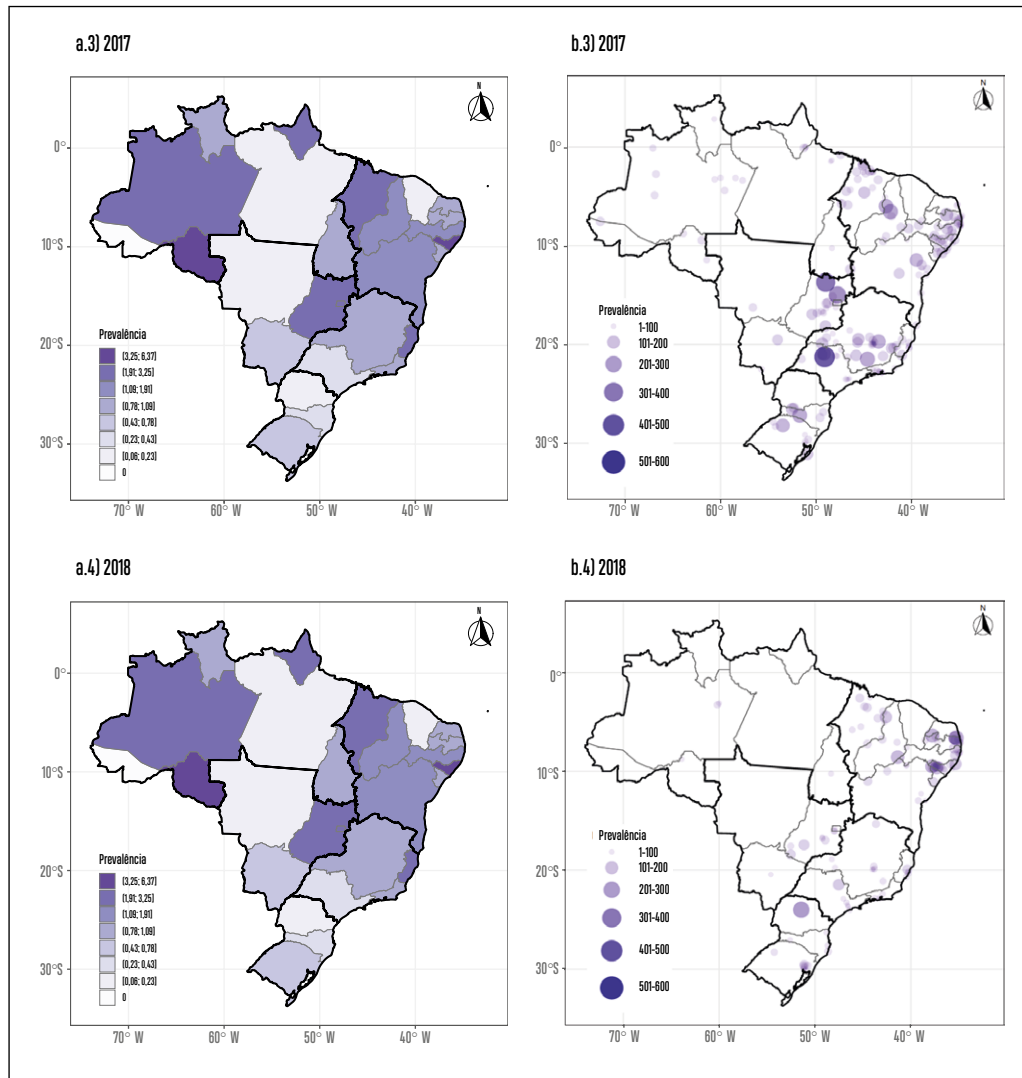 a.3) 2017
N
0°
10°S
20°S
30°S
70° W
60° W
50° W
40° W
Prevalência
(3,25; 6,37]
(1,91; 3,25]
(1,09; 1,91]
(0,78; 1,09]
(0,43; 0,78]
(0,23; 0,43]
[0,06; 0,23]
0
b.3) 2017
N
0°
10°S
20°S
30°S
70° W
60° W
50° W
40° W
Prevalência
1-100
101-200
201-300
301-400
401-500
501-600
a.4) 2018
N
0°
10°S
20°S
30°S
70° W
60° W
50° W
40° W
Prevalência
(3,25; 6,37]
(1,91; 3,25]
(1,09; 1,91]
(0,78; 1,09]
(0,43; 0,78]
(0,23; 0,43]
[0,06; 0,23]
0
b.4) 2018
N
0°
10°S
20°S
30°S
70° W
60° W
50° W
40° W
Prevalência
1-100
101-200
201-300
301-400
401-500
501-600